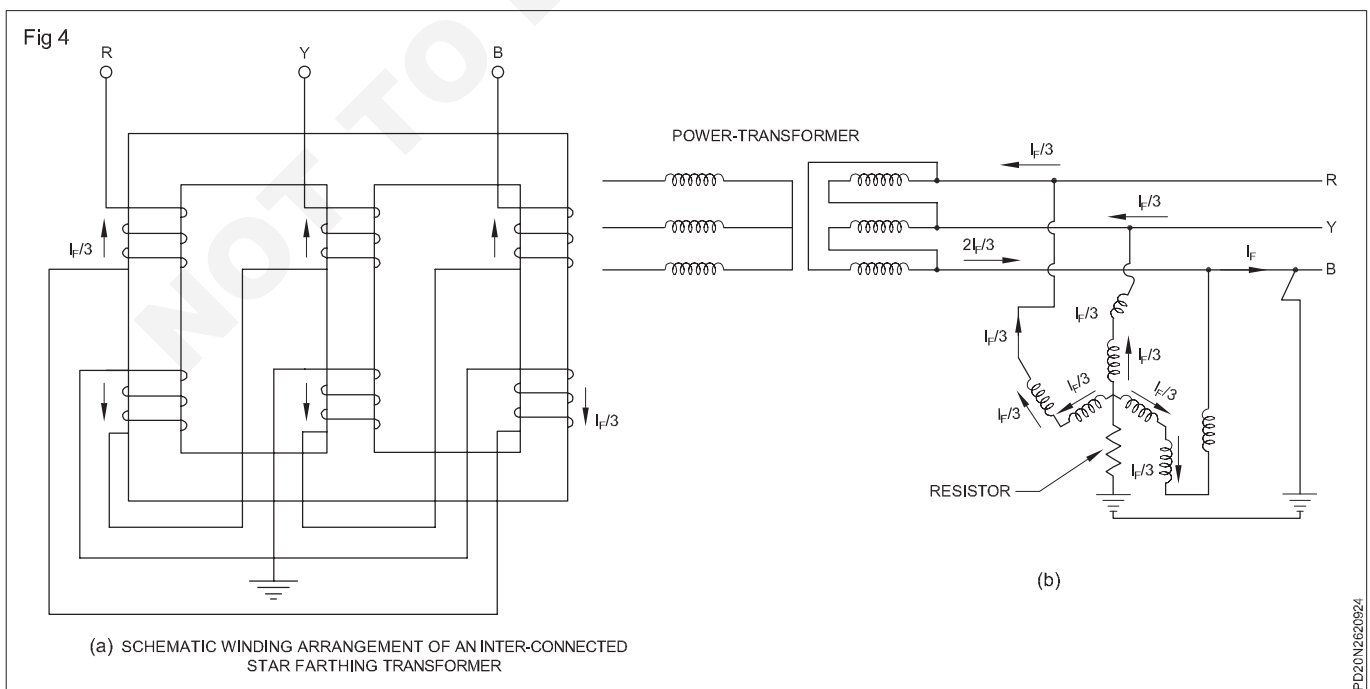 Fig 4
R
Y
B
NOT TO
I_F/3
I_F/3
POWER-TRANSFORMER
I_F/3
R
I_F/3
Y
2I_F/3
I_F
B
I_F/3
I_F/3
I_F/3
I_F/3
I_F/3
I_F/3
I_F/3
RESISTOR
(b)
(a) SCHEMATIC WINDING ARRANGEMENT OF AN INTER-CONNECTED
STAR FARTHING TRANSFORMER
PD20N2620924